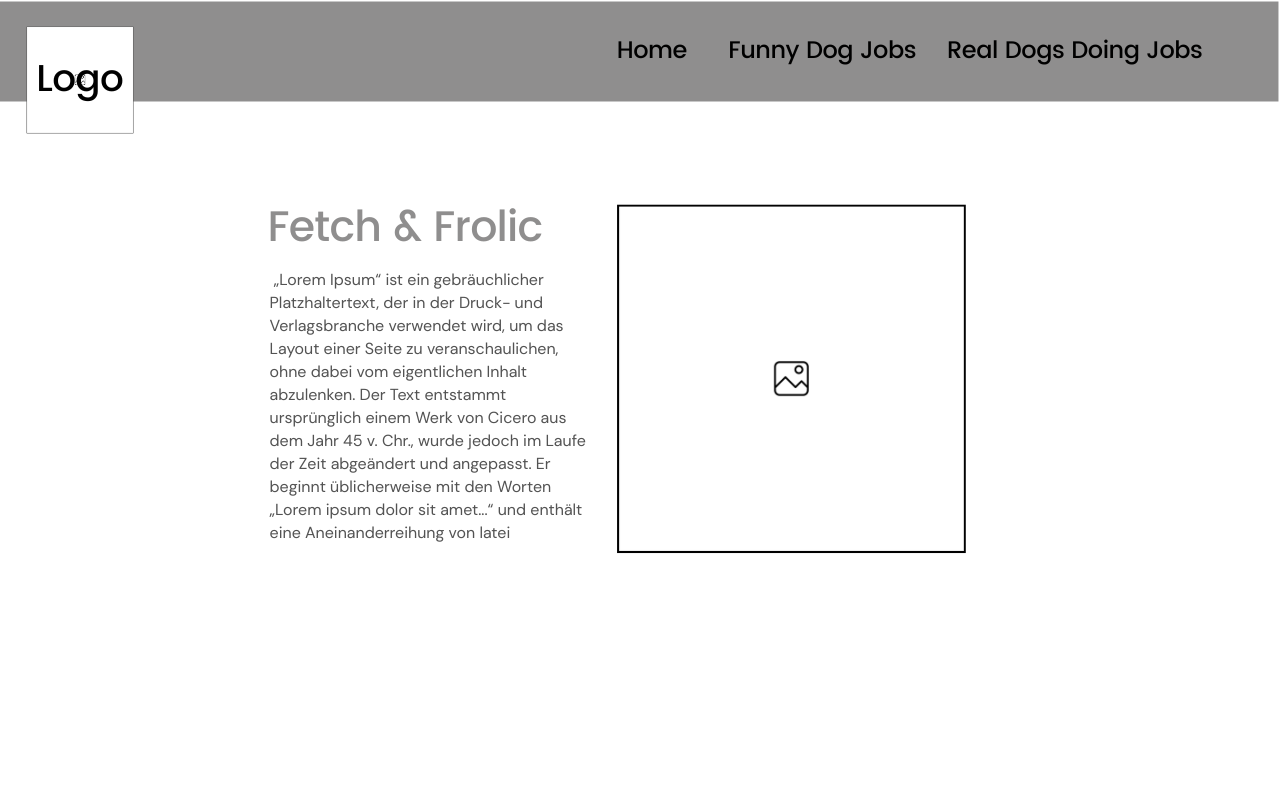 Logo
Home Funny Dog Jobs Real Dogs Doing Jobs
Fetch & Frolic
„Lorem Ipsum“ ist ein gebräuchlicher
Platzhaltertext, der in der Druck- und
Verlagsbranche verwendet wird, um das
Layout einer Seite zu veranschaulichen,
ohne dabei vom eigentlichen Inhalt
abzulenken. Der Text entstammt
ursprünglich einem Werk von Cicero aus
dem Jahr 45 v. Chr., wurde jedoch im Laufe
der Zeit abgeändert und angepasst. Er
beginnt üblicherweise mit den Worten
„Lorem ipsum dolor sit amet...“ und enthält
eine Aneinanderreihung von latei